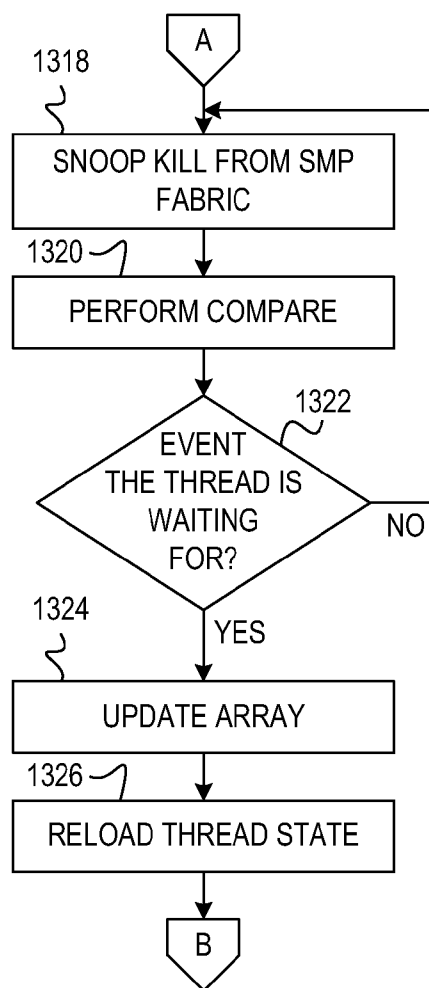 A
1318
SNOOP KILL FROM SMP
FABRIC
1320
PERFORM COMPARE
1322
EVENT
THE THREAD IS
WAITING
FOR?
NO
YES
1324
UPDATE ARRAY
1326
RELOAD THREAD STATE
B